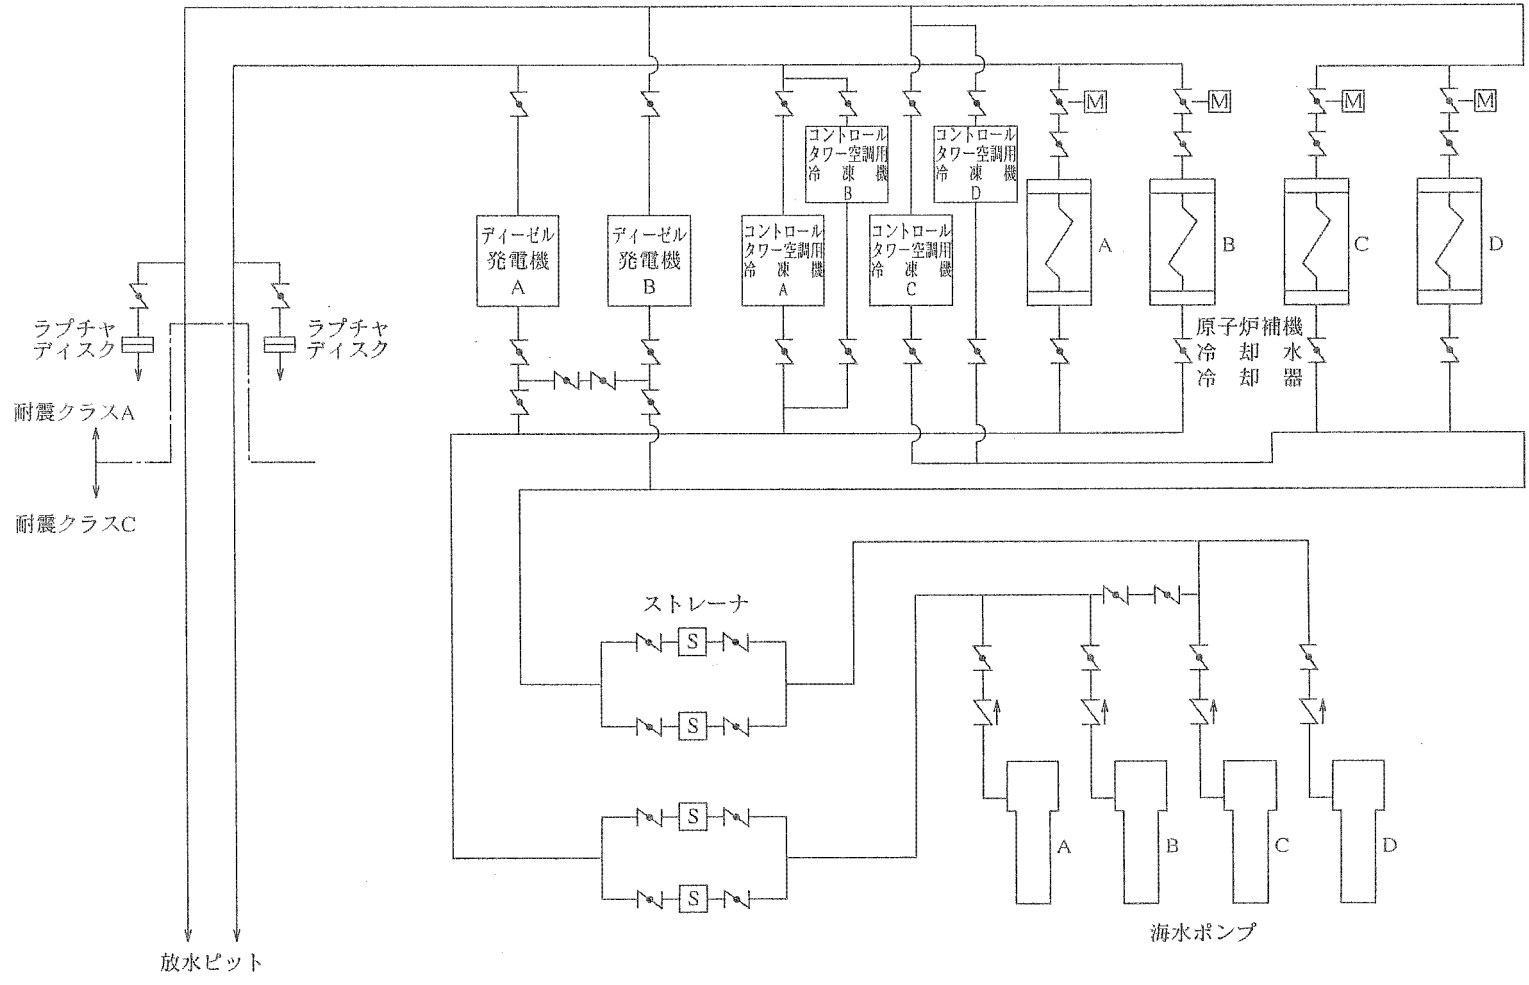 M
M
M
M
コントロール
タワー空調用
冷凍機
B
コントロール
タワー空調用
冷凍機
D
ディーゼル
発電機
A
ディーゼル
発電機
B
コントロール
タワー空調用
冷凍機
A
コントロール
タワー空調用
冷凍機
C
A
B
C
D
原子炉補機
冷却水
冷却器
ラプチャ
ディスク
ラプチャ
ディスク
耐震クラスA
耐震クラスC
ストレーナ
S
S
S
S
A
B
C
D
海水ポンプ
放水ピット